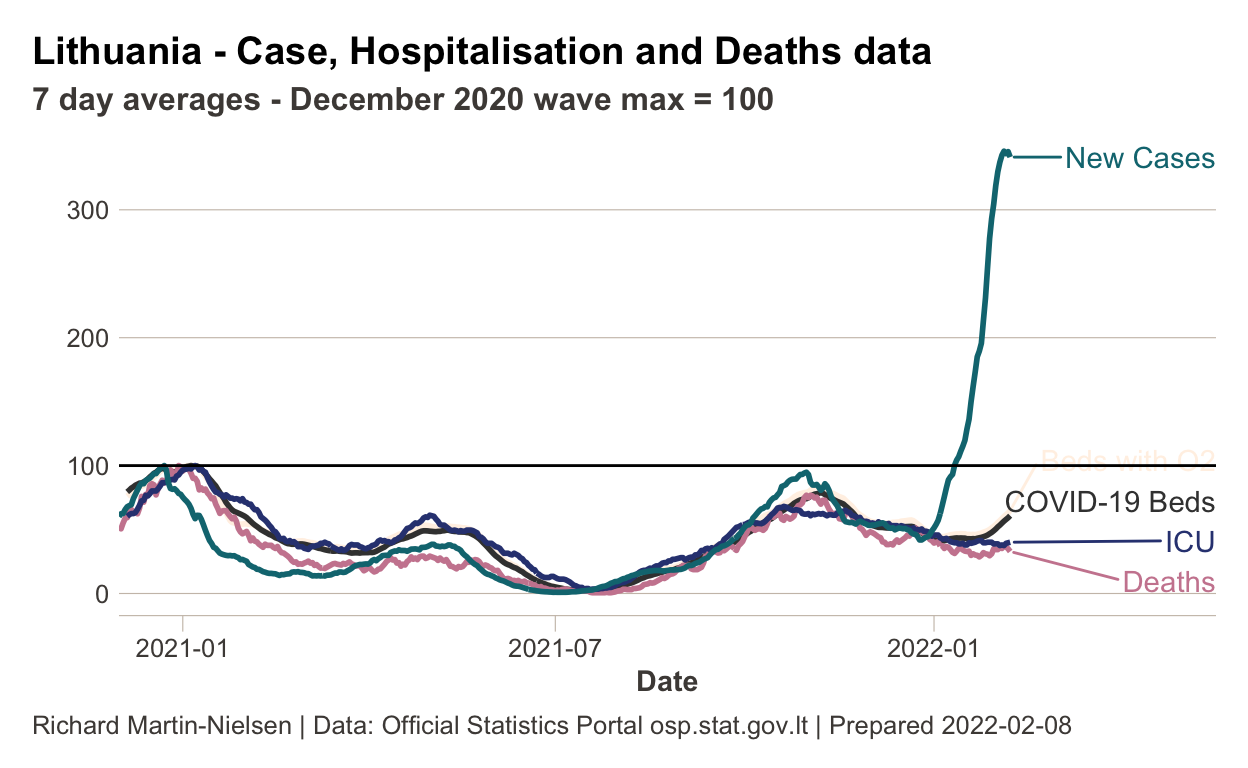 Lithuania - Case, Hospitalisation and Deaths data
7 day averages - December 2020 wave max = 100
New Cases
300
200
100
Beds with O2
COVID-19 Beds
ICU
Deaths
0
2021-01
2021-07
2022-01
Date
Richard Martin-Nielsen | Data: Official Statistics Portal osp.stat.gov.lt | Prepared 2022-02-08